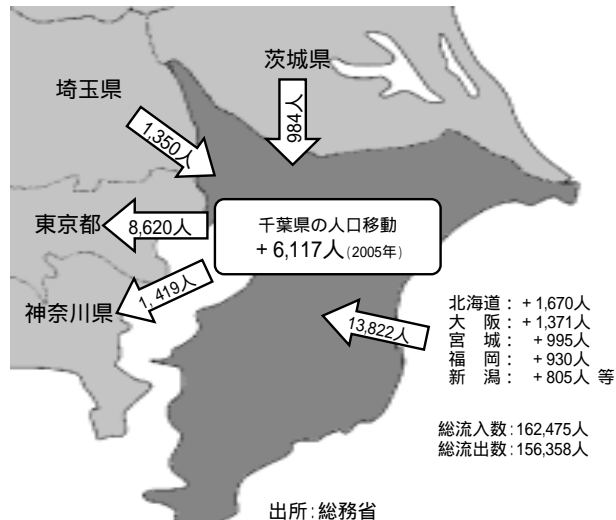 茨城県
埼玉県
984人
1,350人
東京都
8,620人
千葉県の人口移動
+6,117人(2005年)
1,419人
神奈川県
13,822人
北海道：+1,670人
大　阪：+1,371人
宮　城：+995人
福　岡：+930人
新　潟：+805人 等
総流入数：162,475人
総流出数：156,358人
出所：総務省